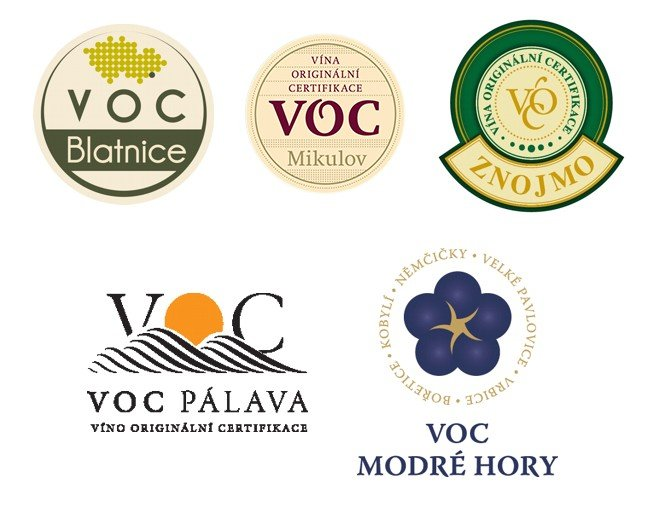 VOC
Blatnice
VÍNA
ORIGINÁLNÍ
CERTIFIKACE
VOC
Mikulov
• VÍNA ORIGINÁLNÍ CERTIFIKACE •
VOC
ZNOJMO
VOC
VOC PÁLAVA
VÍNO ORIGINÁLNÍ CERTIFIKACE
KOBYLÍ • NĚMČIČKY • VELKÉ PAVLOVICE • VRBICE • BOŘETICE •
VOC
MODRÉ HORY